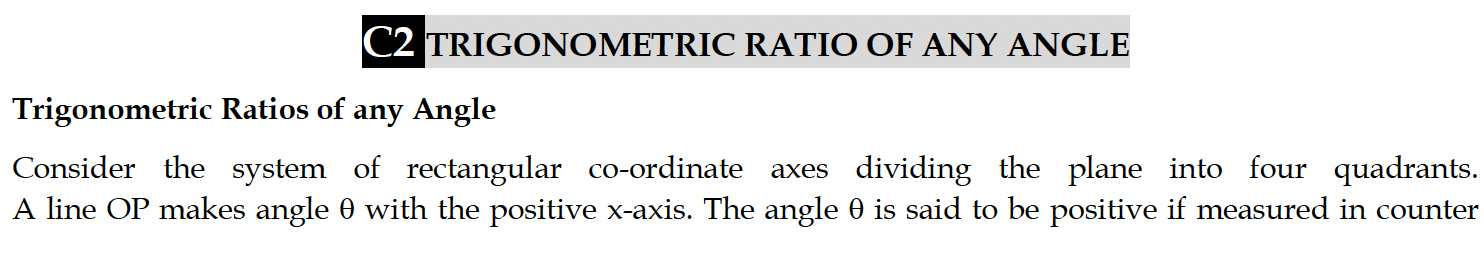 C2 TRIGONOMETRIC RATIO OF ANY ANGLE
Trigonometric Ratios of any Angle
Consider the system of rectangular co-ordinate axes dividing the plane into four quadrants.
A line OP makes angle θ with the positive x-axis. The angle θ is said to be positive if measured in counter